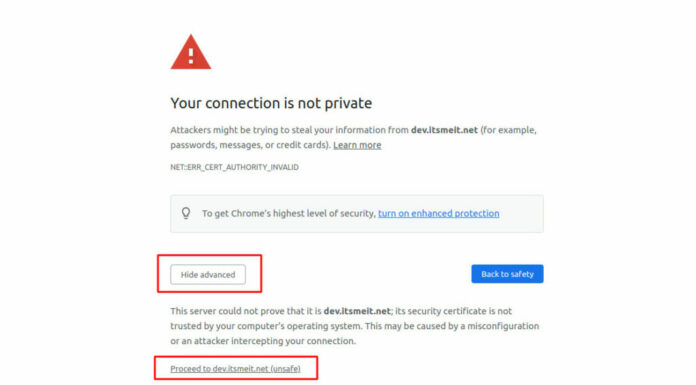 Your connection is not private
Attackers might be trying to steal your information from dev.itsmeit.net (for example,
passwords, messages, or credit cards). Learn more
NET::ERR_CERT_AUTHORITY_INVALID
To get Chrome's highest level of security, turn on enhanced protection
Hide advanced
Back to safety
This server could not prove that it is dev.itsmeit.net; its security certificate is not
trusted by your computer's operating system. This may be caused by a misconfiguration
or an attacker intercepting your connection.
Proceed to dev.itsmeit.net (unsafe)